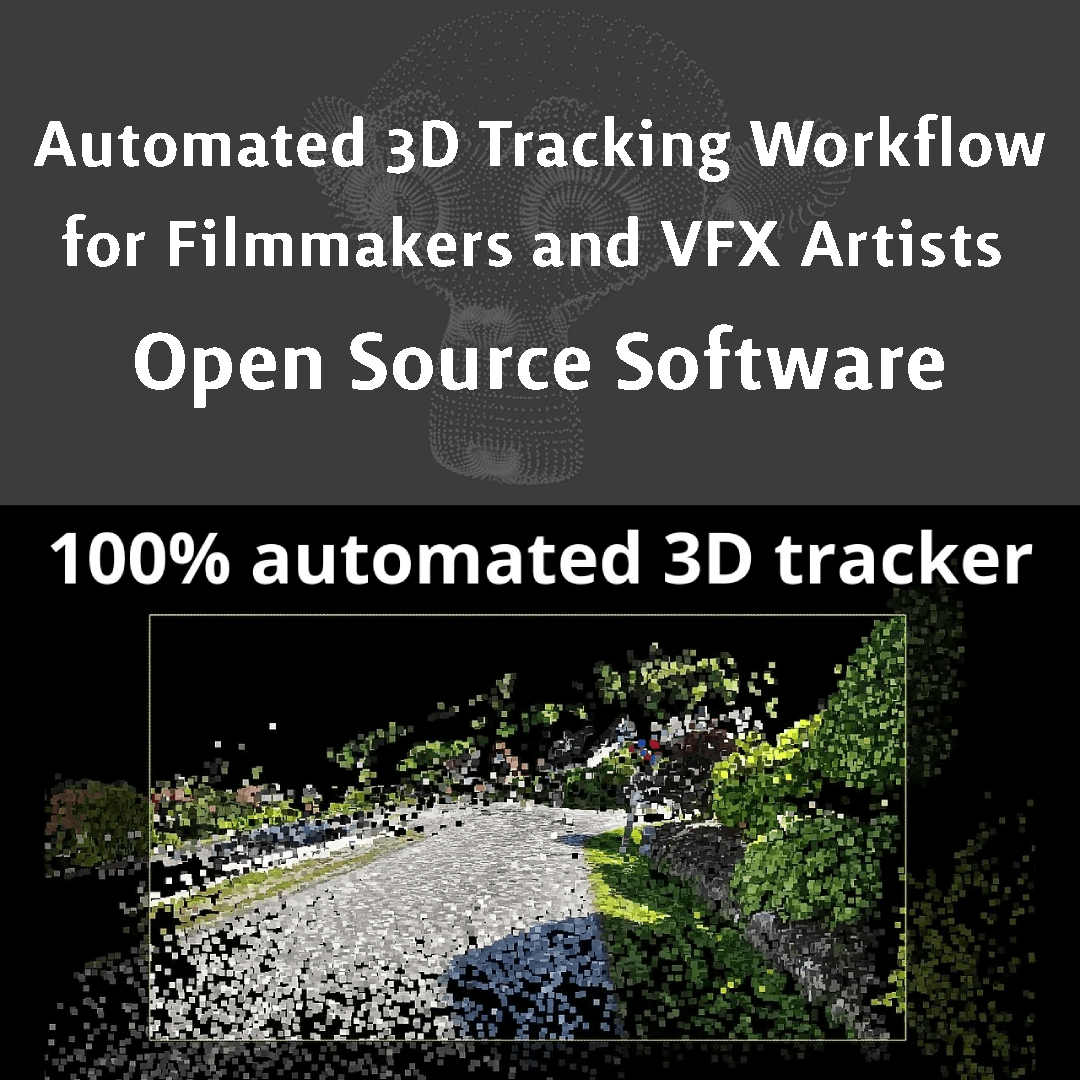 Automated 3D Tracking Workflow
for Filmmakers and VFX Artists
Open Source Software
100% automated 3D tracker